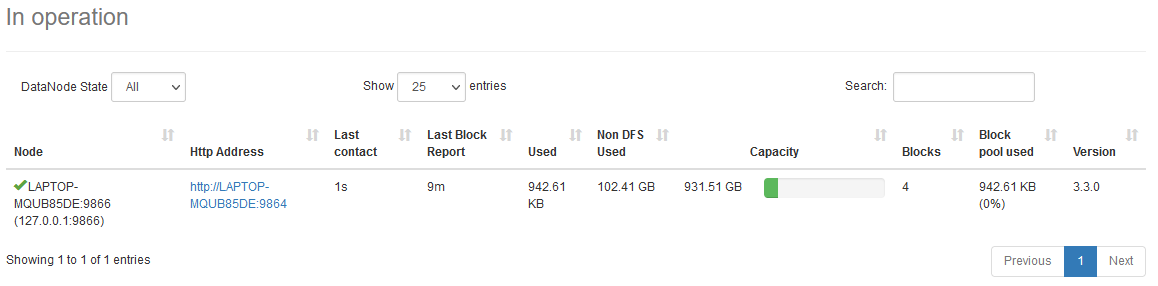 In operation
DataNode State All Show 25 entries Search:
Node Http Address Last contact Last Block Report Used Non DFS Used Capacity Blocks Block pool used Version
LAPTOP-MQUB85DE:9866 (127.0.0.1:9866) http://LAPTOP-MQUB85DE:9864 1s 9m 942.61 KB 102.41 GB 931.51 GB 4 942.61 KB (0%) 3.3.0
Showing 1 to 1 of 1 entries Previous 1 Next